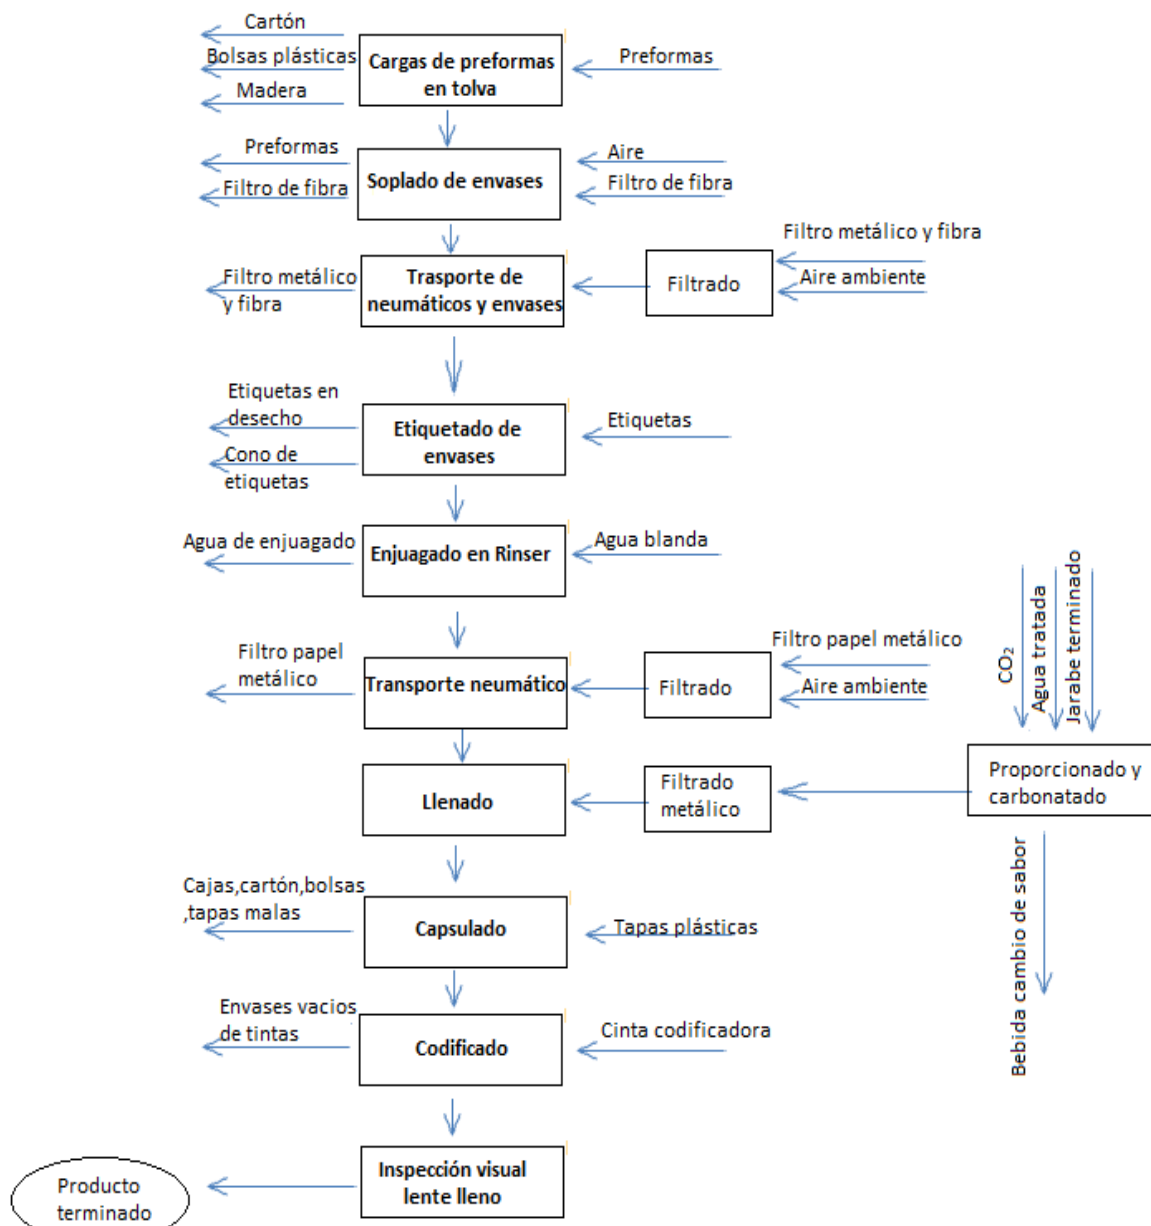 Cartón
Bolsas plásticas
Madera
Cargas de preformas
en tolva
Preformas
Preformas
Filtro de fibra
Soplado de envases
Aire
Filtro de fibra
Filtro metálico
y fibra
Trasporte de
neumáticos y envases
Filtrado
Filtro metálico y fibra
Aire ambiente
Etiquetas en
desecho
Cono de
etiquetas
Etiquetado de
envases
Etiquetas
Agua de enjuagado
Enjuagado en Rinser
Agua blanda
Filtro papel
metálico
Transporte neumático
Filtrado
Filtro papel metálico
Aire ambiente
CO₂
Agua tratada
Jarabe terminado
Llenado
Filtrado
metálico
Proporcionado y
carbonatado
Bebida cambio de sabor
Cajas,cartón,bolsas
,tapas malas
Capsulado
Tapas plásticas
Envases vacios
de tintas
Codificado
Cinta codificadora
Inspección visual
lente lleno
Producto
terminado